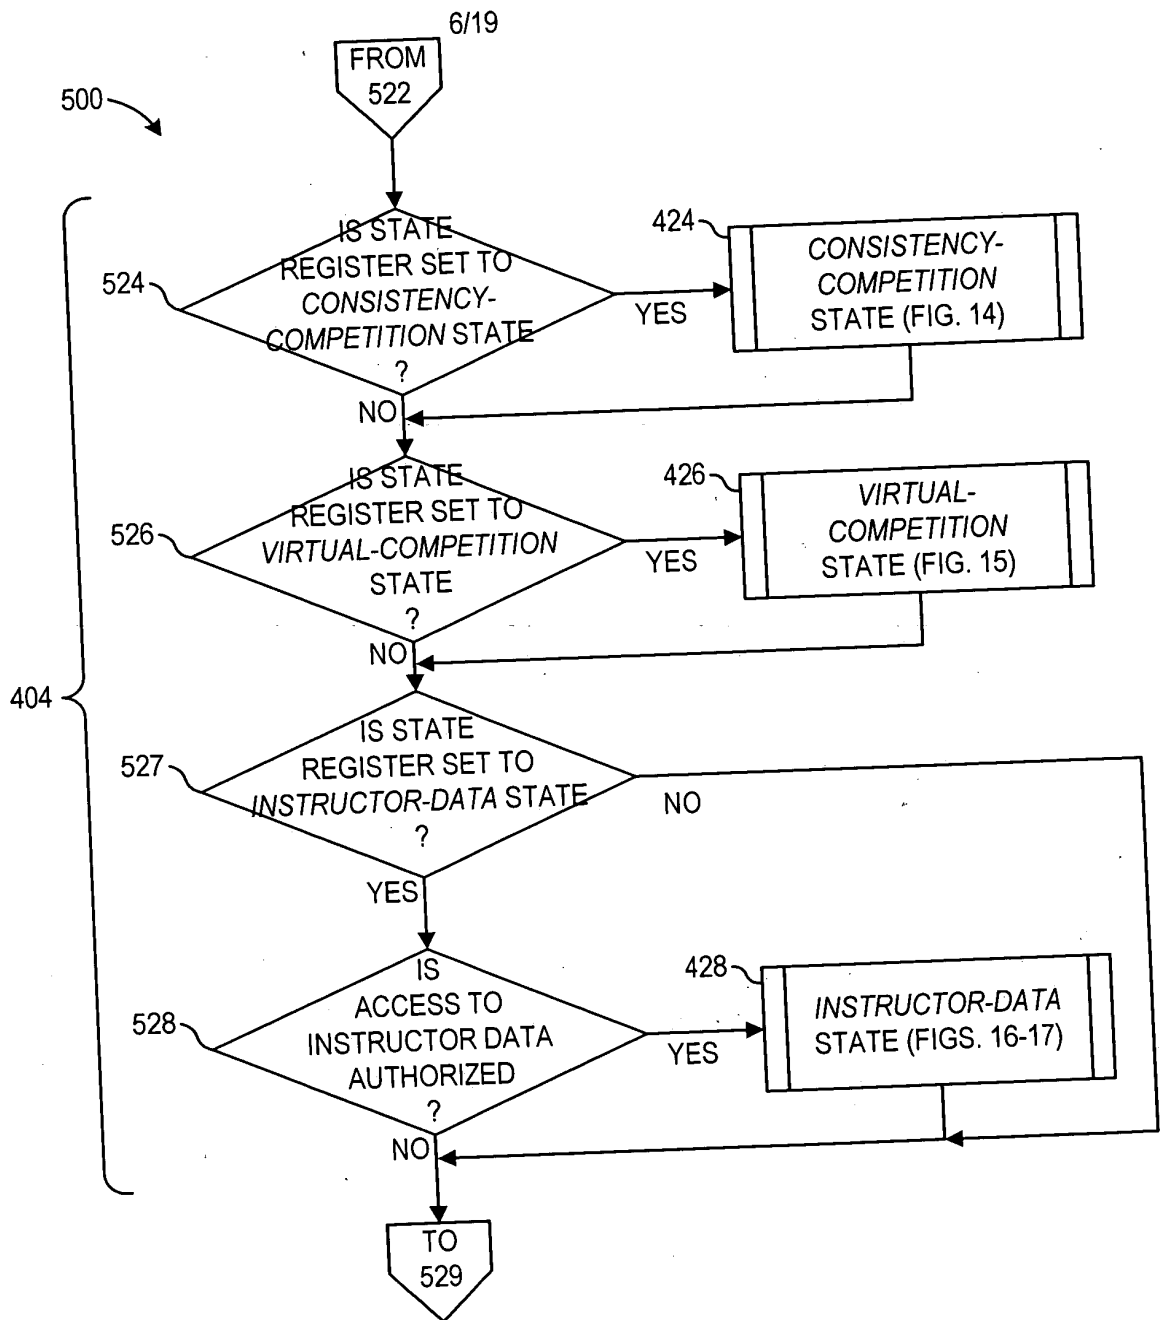 6/19
FROM
522
500
IS STATE
REGISTER SET TO
CONSISTENCY-
COMPETITION STATE
?
524
YES
424
CONSISTENCY-
COMPETITION
STATE (FIG. 14)
NO
IS STATE
REGISTER SET TO
VIRTUAL-COMPETITION
STATE
?
526
YES
426
VIRTUAL-
COMPETITION
STATE (FIG. 15)
NO
404
IS STATE
REGISTER SET TO
INSTRUCTOR-DATA STATE
?
527
NO
YES
IS
ACCESS TO
INSTRUCTOR DATA
AUTHORIZED
?
528
YES
428
INSTRUCTOR-DATA
STATE (FIGS. 16-17)
NO
TO
529